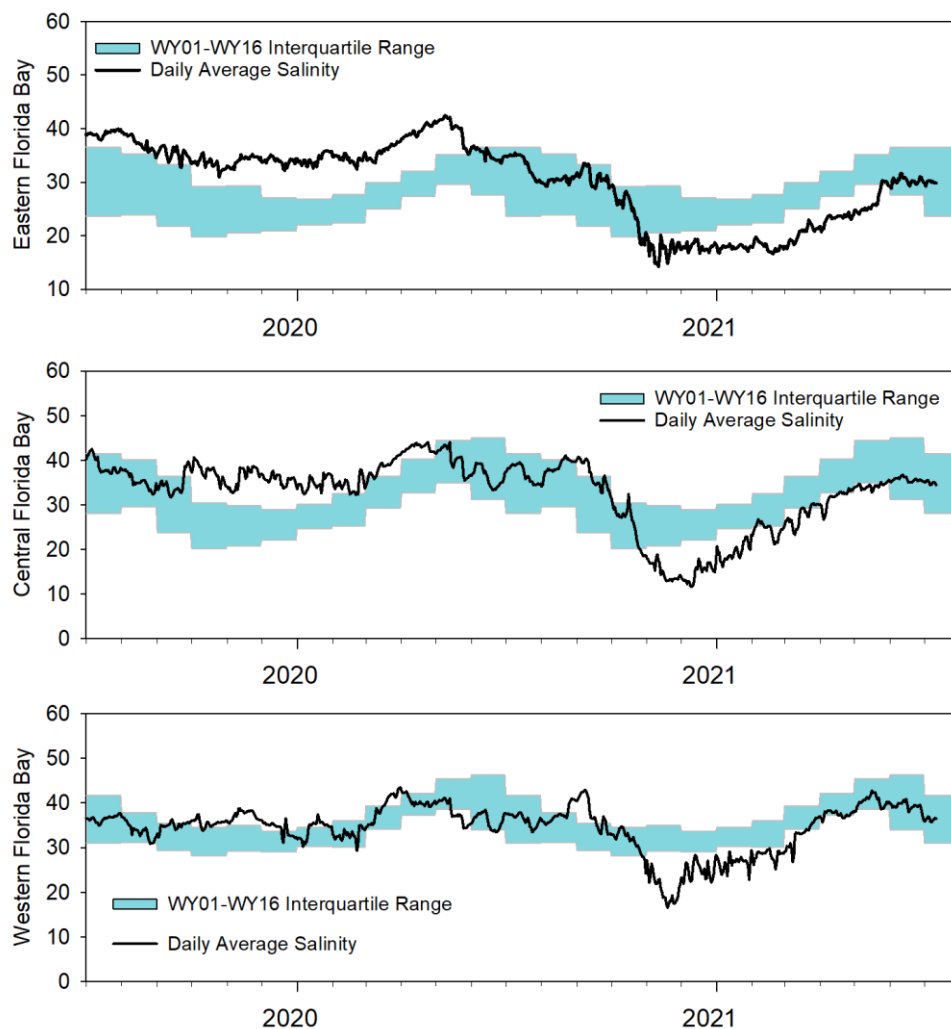 60
WY01-WY16 Interquartile Range
50
Daily Average Salinity
40
30
20
10
Eastern Florida Bay
2020
2021
60
WY01-WY16 Interquartile Range
50
Daily Average Salinity
40
30
20
10
0
Central Florida Bay
2020
2021
60
50
40
30
20
WY01-WY16 Interquartile Range
10
Daily Average Salinity
0
Western Florida Bay
2020
2021